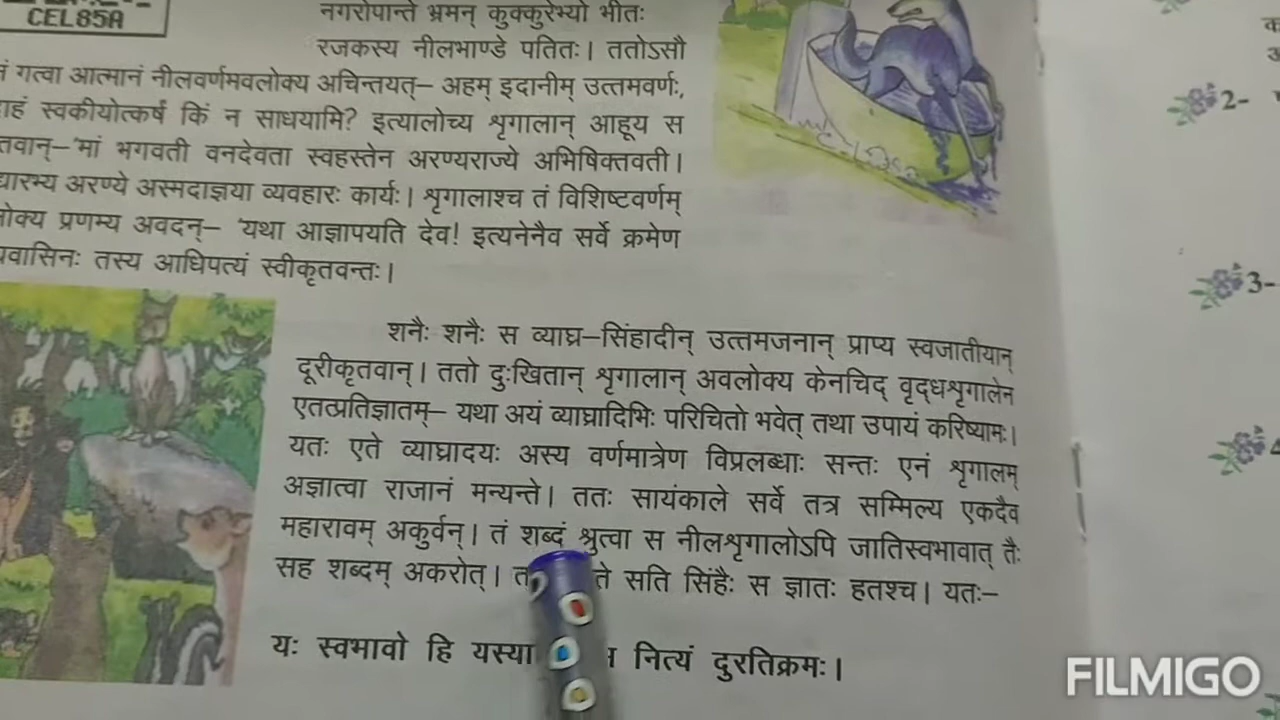 CEL85A
नगरोपान्ते भ्रमन् कुक्कुरेभ्यो भीतः
रजकस्य नीलभाण्डे पतितः। ततोऽसौ
गत्वा आत्मानं नीलवर्णमवलोक्य अचिन्तयत्– अहम् इदानीम् उत्तमवर्णः,
स्वकीयोत्कर्षं किं न साधयामि? इत्यालोच्य शृगालान् आहूय स
तवान्–'मां भगवती वनदेवता स्वहस्तेन अरण्यराज्ये अभिषिक्तवती।
द्यारभ्य अरण्ये अस्मदाज्ञया व्यवहारः कार्यः। शृगालाश्च तं विशिष्टवर्णम्
लोक्य प्रणम्य अवदन्– 'यथा आज्ञापयति देव! इत्यनेनैव सर्वे क्रमेण
यवासिनः तस्य आधिपत्यं स्वीकृतवन्तः।
शनैः शनैः स व्याघ्र–सिंहादीन् उत्तमजनान् प्राप्य स्वजातीयान्
दूरीकृतवान्। ततो दुःखितान् शृगालान् अवलोक्य केनचिद् वृद्धशृगालेन
एतत्प्रतिज्ञातम्– यथा अयं व्याघ्रादिभिः परिचितो भवेत् तथा उपायं करिष्यामः।
यतः एते व्याघ्रादयः अस्य वर्णमात्रेण विप्रलब्धाः सन्तः एनं शृगालम्
अज्ञात्वा राजानं मन्यन्ते। ततः सायंकाले सर्वे तत्र सम्मिल्य एकदैव
महारावम् अकुर्वन्। तं शब्दं श्रुत्वा स नीलशृगालोऽपि जातिस्वभावात् तैः
सह शब्दम् अकरोत्। ते सति सिंहैः स ज्ञातः हतश्च। यतः–
यः स्वभावो हि यस्या नित्यं दुरतिक्रमः।
2-
3-
FILMIGO